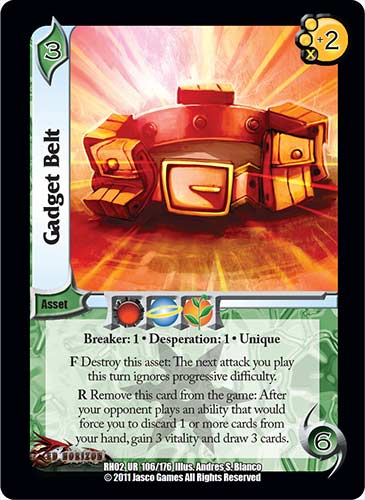 3
+2
X
Gadget Belt
Asset
Breaker: 1 • Desperation: 1 • Unique
F Destroy this asset: The next attack you play
this turn ignores progressive difficulty.
R Remove this card from the game: After
your opponent plays an ability that would
force you to discard 1 or more cards from
your hand, gain 3 vitality and draw 3 cards.
6
RED HORIZON
RH02_UR_106/176 Illus. Andres S. Blanco
© 2011 Jasco Games All Rights Reserved